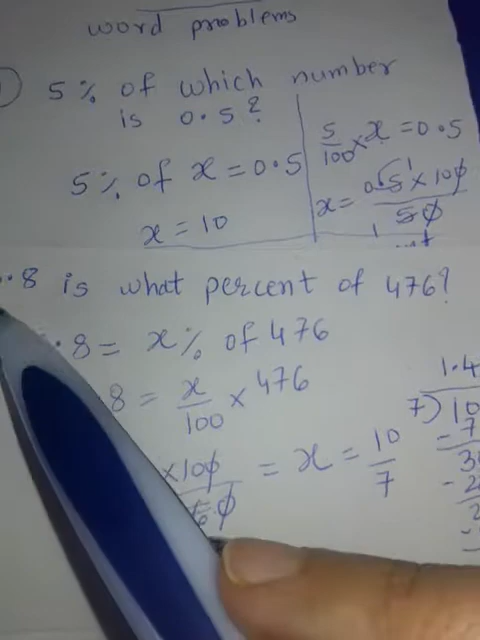 word problems
5% of which number
is 0.5?
5% of x = 0.5
x = 10
5/100 × x = 0.5
x = 0.5 × 100
.8 is what percent of 476?
.8 = x% of 476
8 = x/100 × 476
× 100 = x = 10/7
1.4
7)10
-7